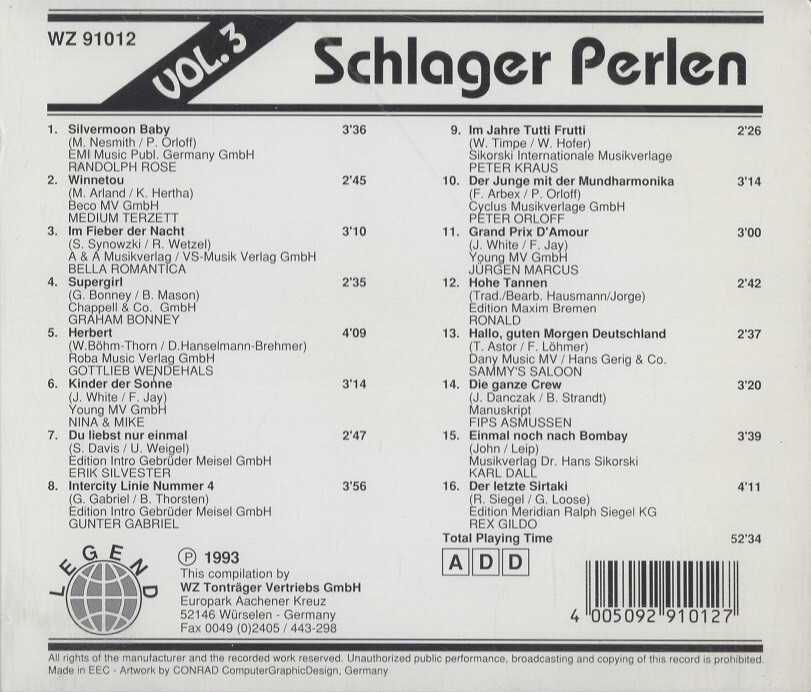 WZ 91012
VOL. 3
Schlager Perlen
1. Silvermoon Baby 3'36
(M. Nesmith / P. Orloff)
EMI Music Publ. Germany GmbH
RANDOLPH ROSE
2. Winnetou 2'45
(M. Arland / K. Hertha)
Beco MV GmbH
MEDIUM TERZETT
3. Im Fieber der Nacht 3'10
(S. Synowzki / R. Wetzel)
A & A Musikverlag / VS-Musik Verlag GmbH
BELLA ROMANTICA
4. Supergirl 2'35
(G. Bonney / B. Mason)
Chappell & Co. GmbH
GRAHAM BONNEY
5. Herbert 4'09
(W.Böhm-Thorn / D.Hanselmann-Brehmer)
Roba Music Verlag GmbH
GOTTLIEB WENDEHALS
6. Kinder der Sonne 3'14
(J. White / F. Jay)
Young MV GmbH
NINA & MIKE
7. Du liebst nur einmal 2'47
(S. Davis / U. Weigel)
Edition Intro Gebrüder Meisel GmbH
ERIK SILVESTER
8. Intercity Linie Nummer 4 3'56
(G. Gabriel / B. Thorsten)
Edition Intro Gebrüder Meisel GmbH
GUNTER GABRIEL
9. Im Jahre Tutti Frutti 2'26
(W. Timpe / W. Hofer)
Sikorski Internationale Musikverlage
PETER KRAUS
10. Der Junge mit der Mundharmonika 3'14
(F. Arbex / P. Orloff)
Cyclus Musikverlage GmbH
PETER ORLOFF
11. Grand Prix D'Amour 3'00
(J. White / F. Jay)
Young MV GmbH
JÜRGEN MARCUS
12. Hohe Tannen 2'42
(Trad./Bearb. Hausmann/Jorge)
Edition Maxim Bremen
RONALD
13. Hallo, guten Morgen Deutschland 2'37
(T. Astor / F. Löhmer)
Dany Music MV / Hans Gerig & Co.
SAMMY'S SALOON
14. Die ganze Crew 3'20
(J. Danczak / B. Strandt)
Manuskript
FIPS ASMUSSEN
15. Einmal noch nach Bombay 3'39
(John / Leip)
Musikverlag Dr. Hans Sikorski
KARL DALL
16. Der letzte Sirtaki 4'11
(R. Siegel / G. Loose)
Edition Meridian Ralph Siegel KG
REX GILDO
Total Playing Time 52'34
ADD
LEGEND
Ⓟ 1993
This compilation by
WZ Tonträger Vertriebs GmbH
Europark Aachener Kreuz
52146 Würselen - Germany
Fax 0049 (0)2405 / 443-298
4 005092 910127
All rights of the manufacturer and the recorded work reserved. Unauthorized public performance, broadcasting and copying of this record is prohibited.
Made in EEC - Artwork by CONRAD ComputerGraphicDesign, Germany